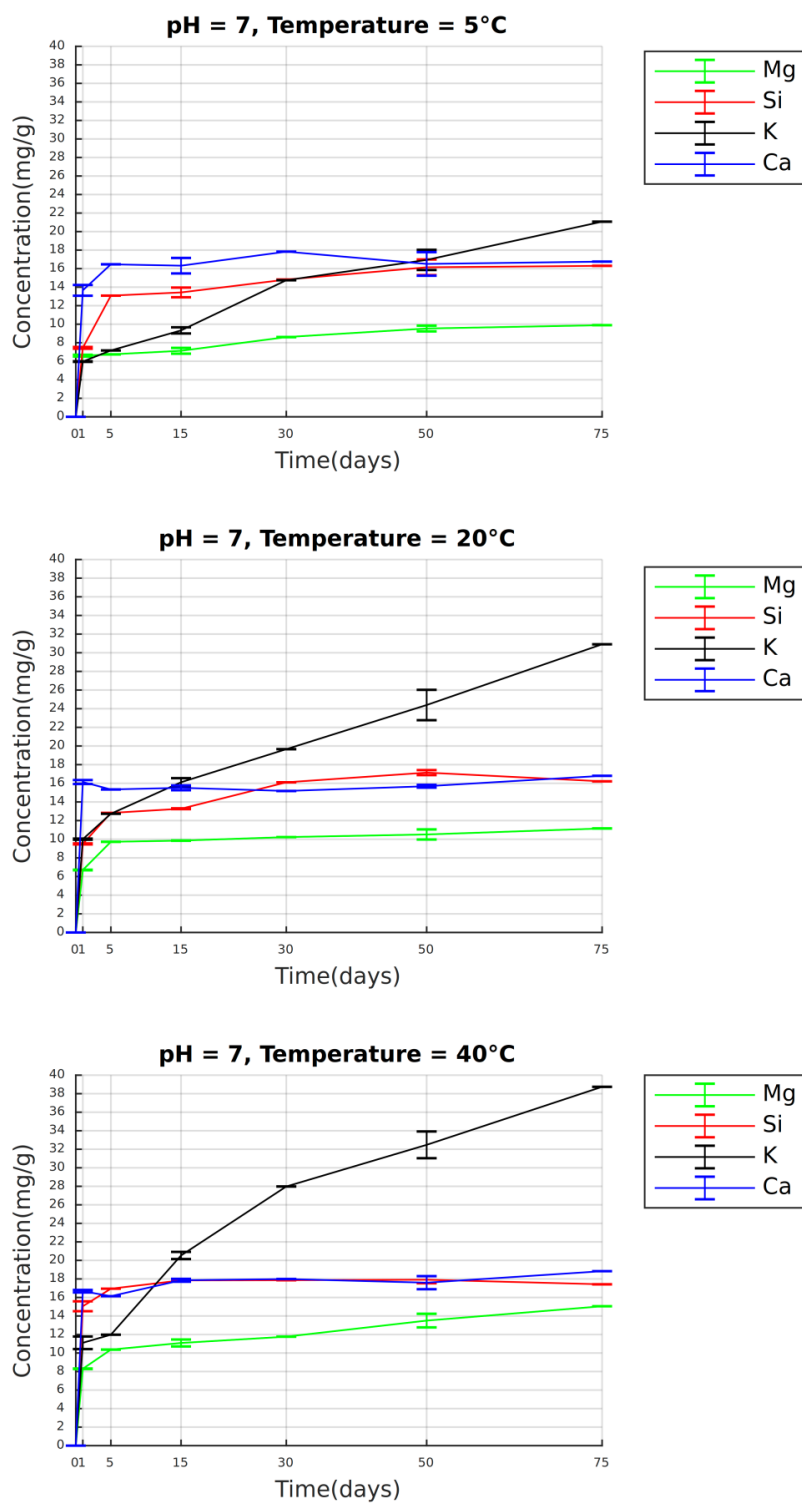 pH = 7, Temperature = 5°C
40
38
36
34
32
30
28
26
24
22
20
18
16
14
12
10
8
6
4
2
0
Concentration(mg/g)
01 5 15 30 50 75
Time(days)
Mg
Si
K
Ca
pH = 7, Temperature = 20°C
40
38
36
34
32
30
28
26
24
22
20
18
16
14
12
10
8
6
4
2
0
Concentration(mg/g)
01 5 15 30 50 75
Time(days)
Mg
Si
K
Ca
pH = 7, Temperature = 40°C
40
38
36
34
32
30
28
26
24
22
20
18
16
14
12
10
8
6
4
2
0
Concentration(mg/g)
01 5 15 30 50 75
Time(days)
Mg
Si
K
Ca